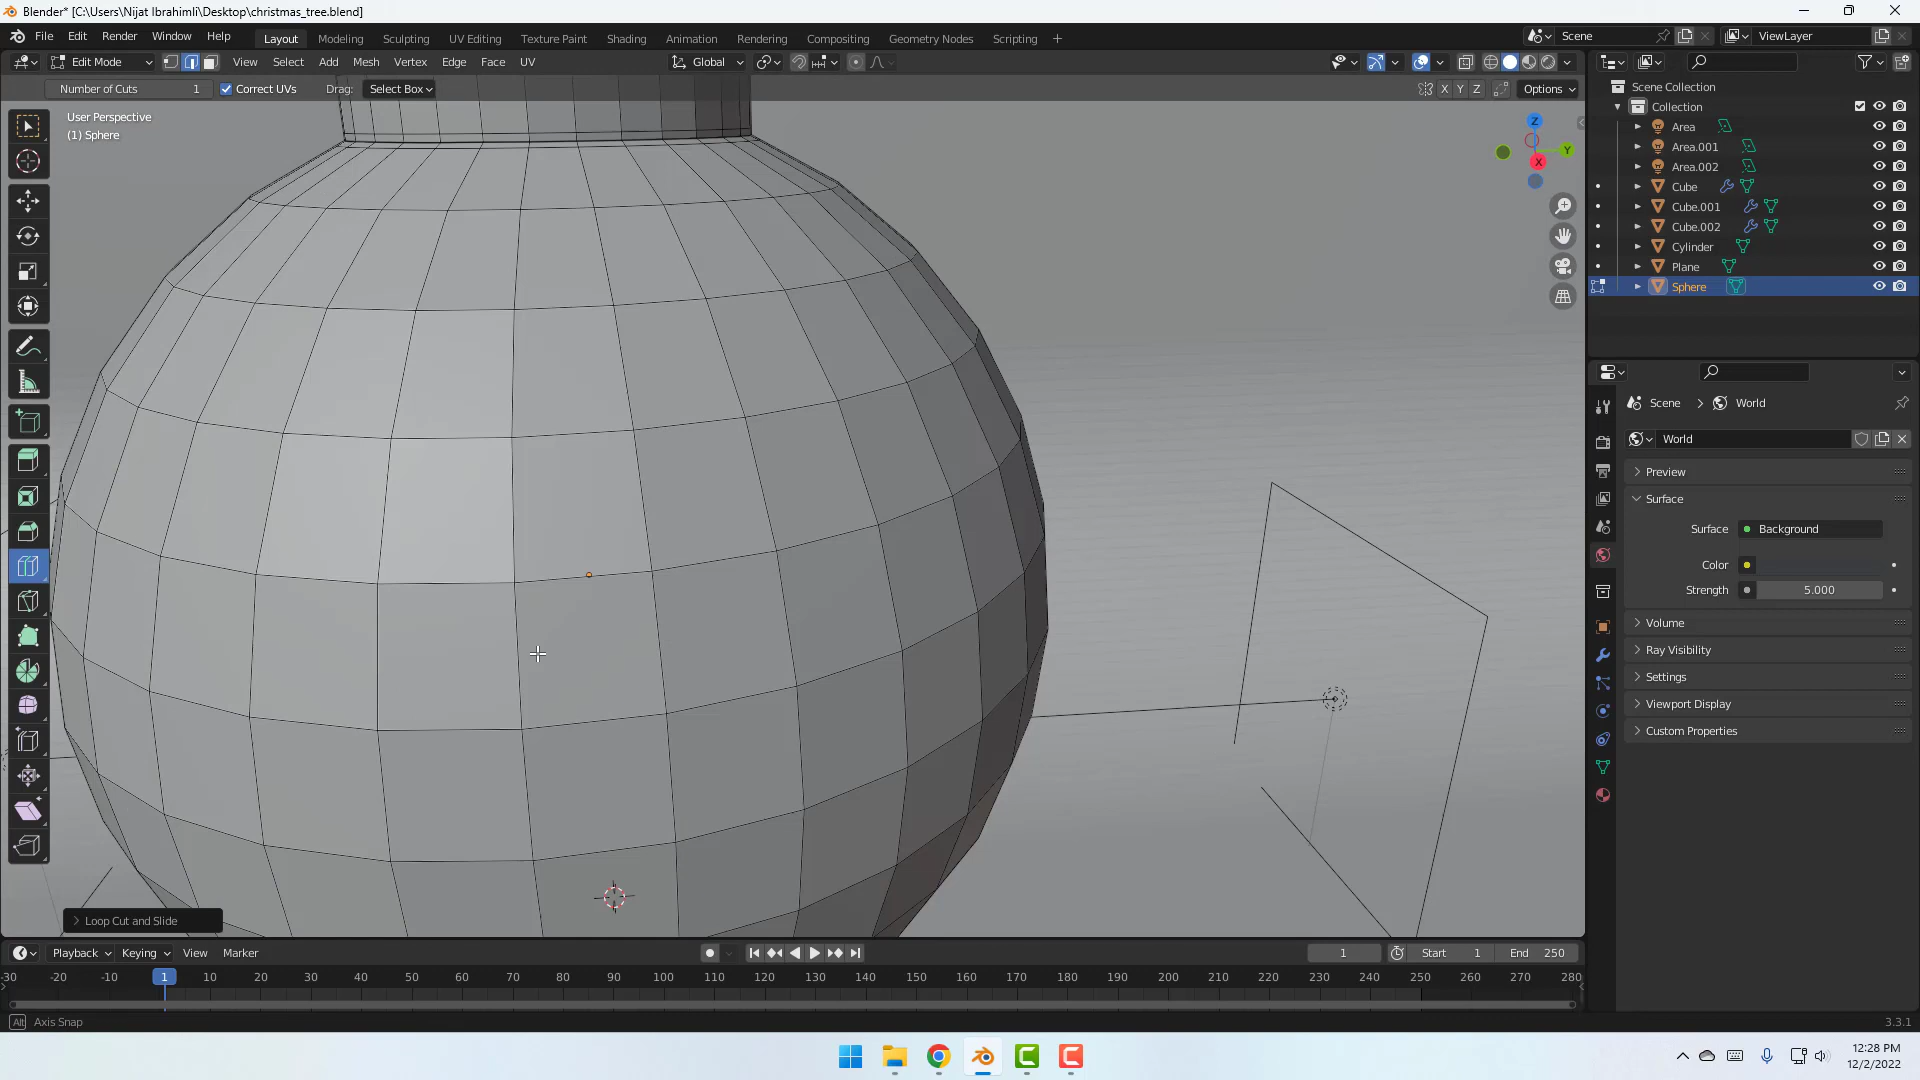 Blender* [C:\Users\Nijat Ibrahimli\Desktop\christmas_tree.blend]
File Edit Render Window Help
Layout Modeling Sculpting UV Editing Texture Paint Shading Animation Rendering Compositing Geometry Nodes Scripting +
Scene
ViewLayer
Edit Mode
View Select Add Mesh Vertex Edge Face UV
Global
Number of Cuts 1
Correct UVs
Drag: Select Box
X Y Z
Options
User Perspective
(1) Sphere
Z
Y
X
Scene Collection
Collection
Area
Area.001
Area.002
Cube
Cube.001
Cube.002
Cylinder
Plane
Sphere
Scene > World
World
Preview
Surface
Surface Background
Color
Strength 5.000
Volume
Ray Visibility
Settings
Viewport Display
Custom Properties
Loop Cut and Slide
Playback Keying View Marker
1
Start 1
End 250
-30 -20 -10 1 10 20 30 40 50 60 70 80 90 100 110 120 130 140 150 160 170 180 190 200 210 220 230 240 250 260 270 280
Alt Axis Snap
3.3.1
12:28 PM
12/2/2022